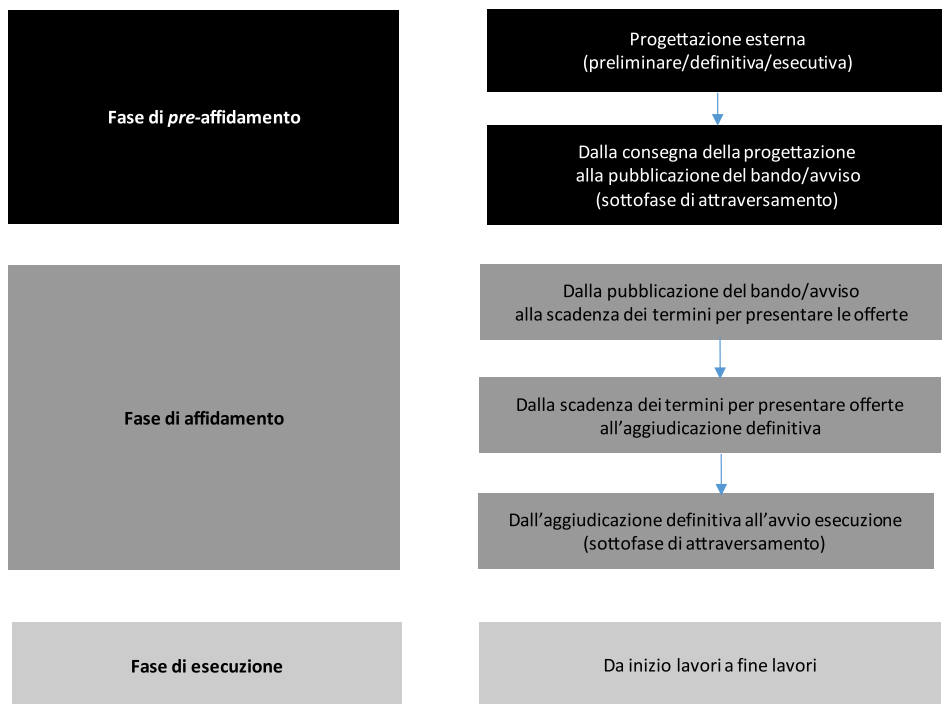 Fase di pre-affidamento
Progettazione esterna
(preliminare/definitiva/esecutiva)
Dalla consegna della progettazione
alla pubblicazione del bando/avviso
(sottofase di attraversamento)
Fase di affidamento
Dalla pubblicazione del bando/avviso
alla scadenza dei termini per presentare le offerte
Dalla scadenza dei termini per presentare offerte
all’aggiudicazione definitiva
Dall’aggiudicazione definitiva all’avvio esecuzione
(sottofase di attraversamento)
Fase di esecuzione
Da inizio lavori a fine lavori